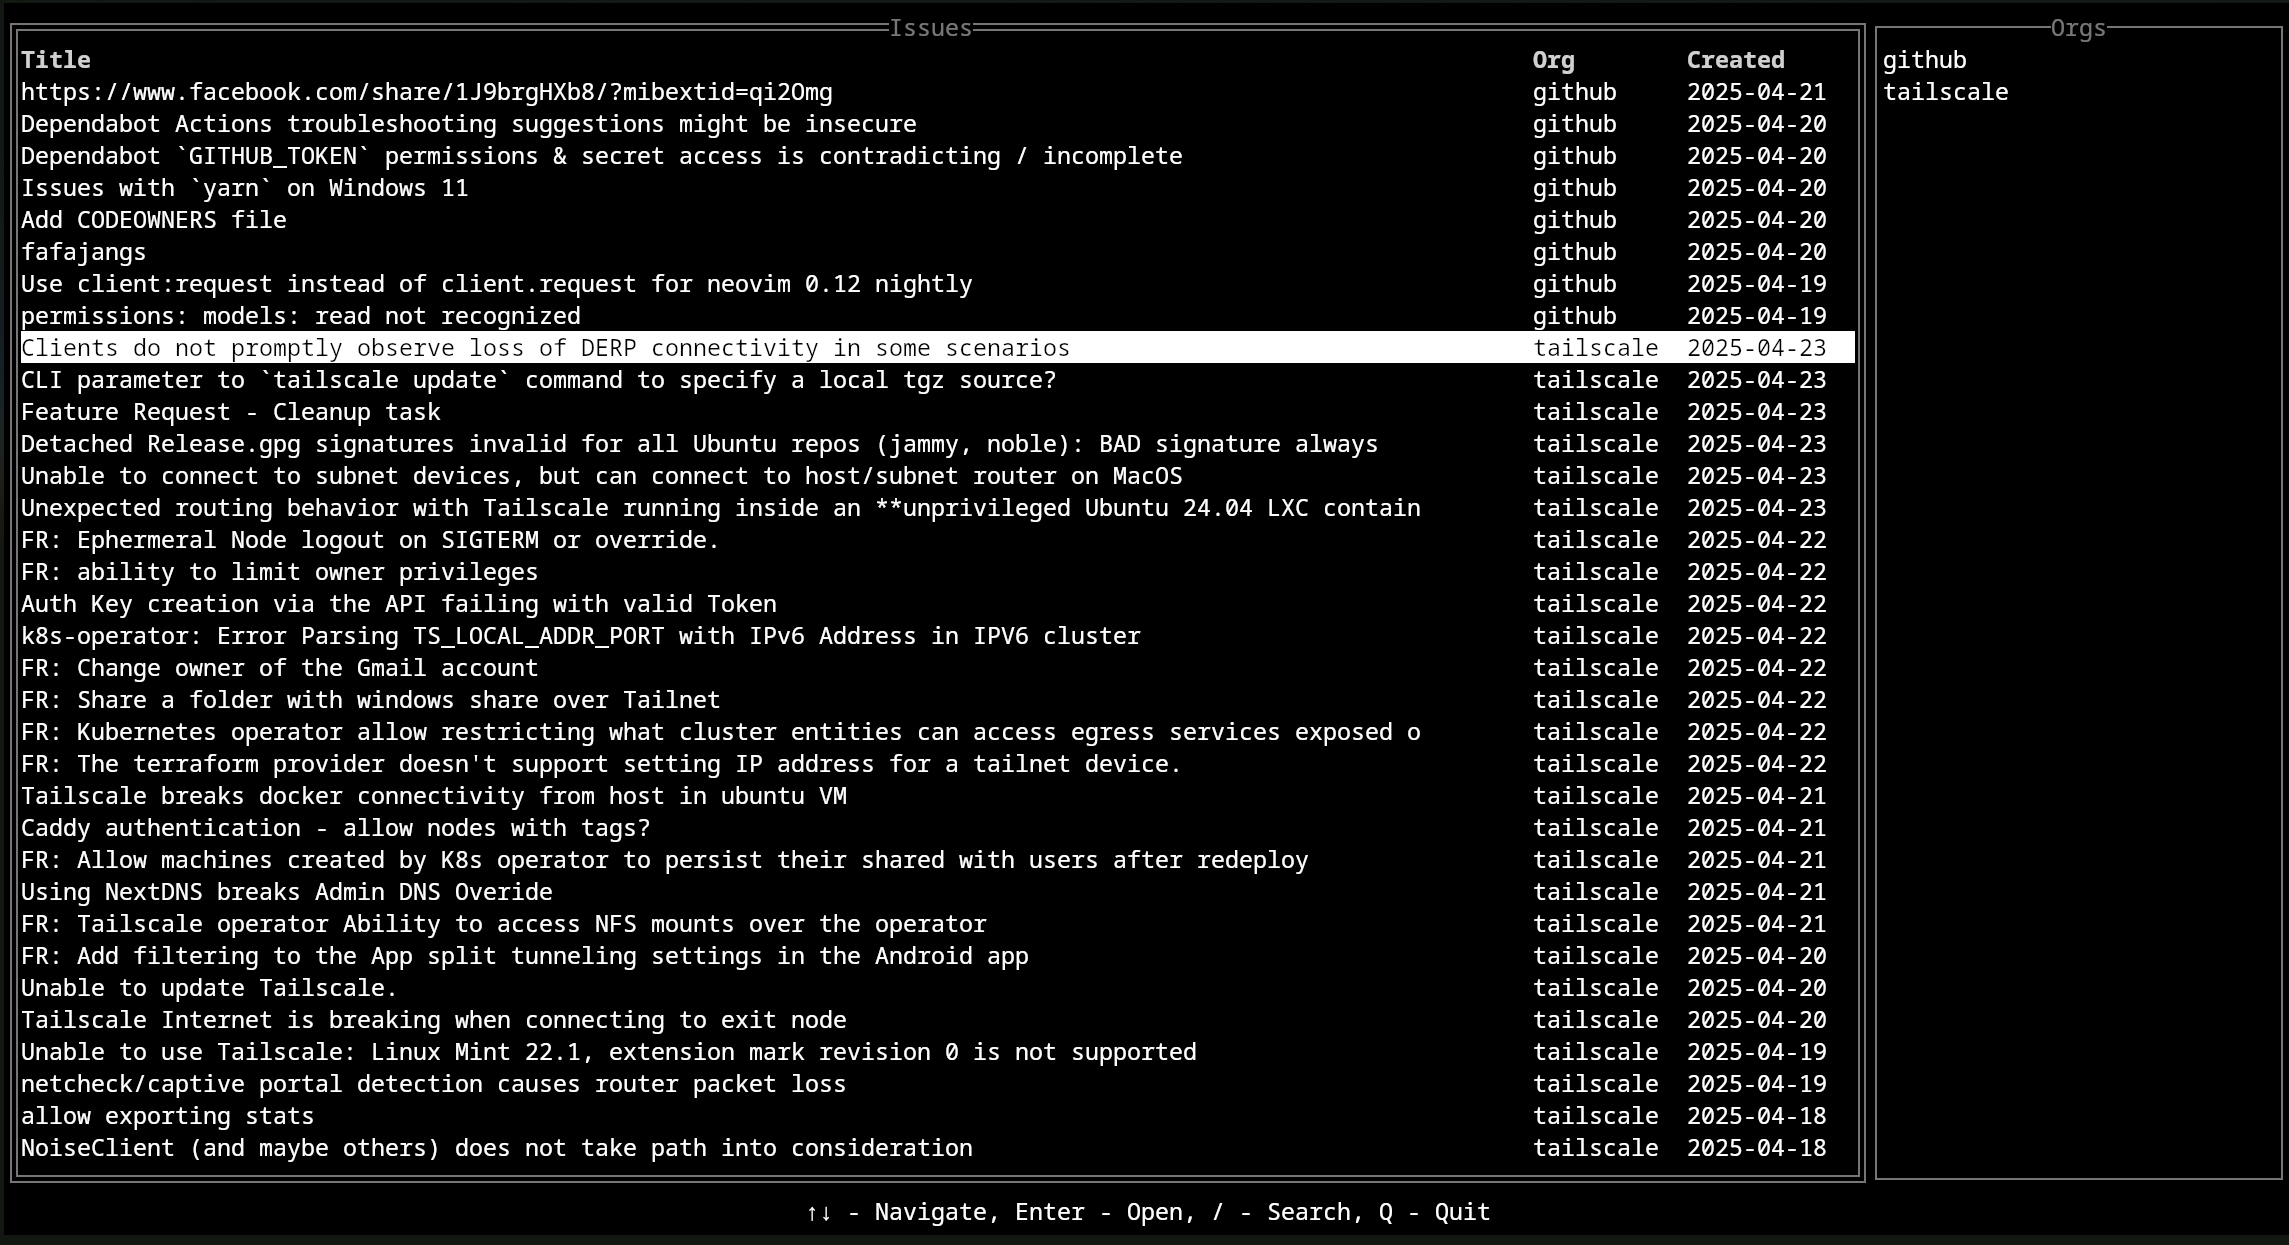 Issues
Title Org Created
https://www.facebook.com/share/1J9brgHXb8/?mibextid=qi2Omg github 2025-04-21
Dependabot Actions troubleshooting suggestions might be insecure github 2025-04-20
Dependabot `GITHUB_TOKEN` permissions & secret access is contradicting / incomplete github 2025-04-20
Issues with `yarn` on Windows 11 github 2025-04-20
Add CODEOWNERS file github 2025-04-20
fafajangs github 2025-04-20
Use client:request instead of client.request for neovim 0.12 nightly github 2025-04-19
permissions: models: read not recognized github 2025-04-19
Clients do not promptly observe loss of DERP connectivity in some scenarios tailscale 2025-04-23
CLI parameter to `tailscale update` command to specify a local tgz source? tailscale 2025-04-23
Feature Request - Cleanup task tailscale 2025-04-23
Detached Release.gpg signatures invalid for all Ubuntu repos (jammy, noble): BAD signature always tailscale 2025-04-23
Unable to connect to subnet devices, but can connect to host/subnet router on MacOS tailscale 2025-04-23
Unexpected routing behavior with Tailscale running inside an **unprivileged Ubuntu 24.04 LXC contain tailscale 2025-04-23
FR: Ephermeral Node logout on SIGTERM or override. tailscale 2025-04-22
FR: ability to limit owner privileges tailscale 2025-04-22
Auth Key creation via the API failing with valid Token tailscale 2025-04-22
k8s-operator: Error Parsing TS_LOCAL_ADDR_PORT with IPv6 Address in IPV6 cluster tailscale 2025-04-22
FR: Change owner of the Gmail account tailscale 2025-04-22
FR: Share a folder with windows share over Tailnet tailscale 2025-04-22
FR: Kubernetes operator allow restricting what cluster entities can access egress services exposed o tailscale 2025-04-22
FR: The terraform provider doesn't support setting IP address for a tailnet device. tailscale 2025-04-22
Tailscale breaks docker connectivity from host in ubuntu VM tailscale 2025-04-21
Caddy authentication - allow nodes with tags? tailscale 2025-04-21
FR: Allow machines created by K8s operator to persist their shared with users after redeploy tailscale 2025-04-21
Using NextDNS breaks Admin DNS Overide tailscale 2025-04-21
FR: Tailscale operator Ability to access NFS mounts over the operator tailscale 2025-04-21
FR: Add filtering to the App split tunneling settings in the Android app tailscale 2025-04-20
Unable to update Tailscale. tailscale 2025-04-20
Tailscale Internet is breaking when connecting to exit node tailscale 2025-04-20
Unable to use Tailscale: Linux Mint 22.1, extension mark revision 0 is not supported tailscale 2025-04-19
netcheck/captive portal detection causes router packet loss tailscale 2025-04-19
allow exporting stats tailscale 2025-04-18
NoiseClient (and maybe others) does not take path into consideration tailscale 2025-04-18
Orgs
github
tailscale
↑↓ - Navigate, Enter - Open, / - Search, Q - Quit